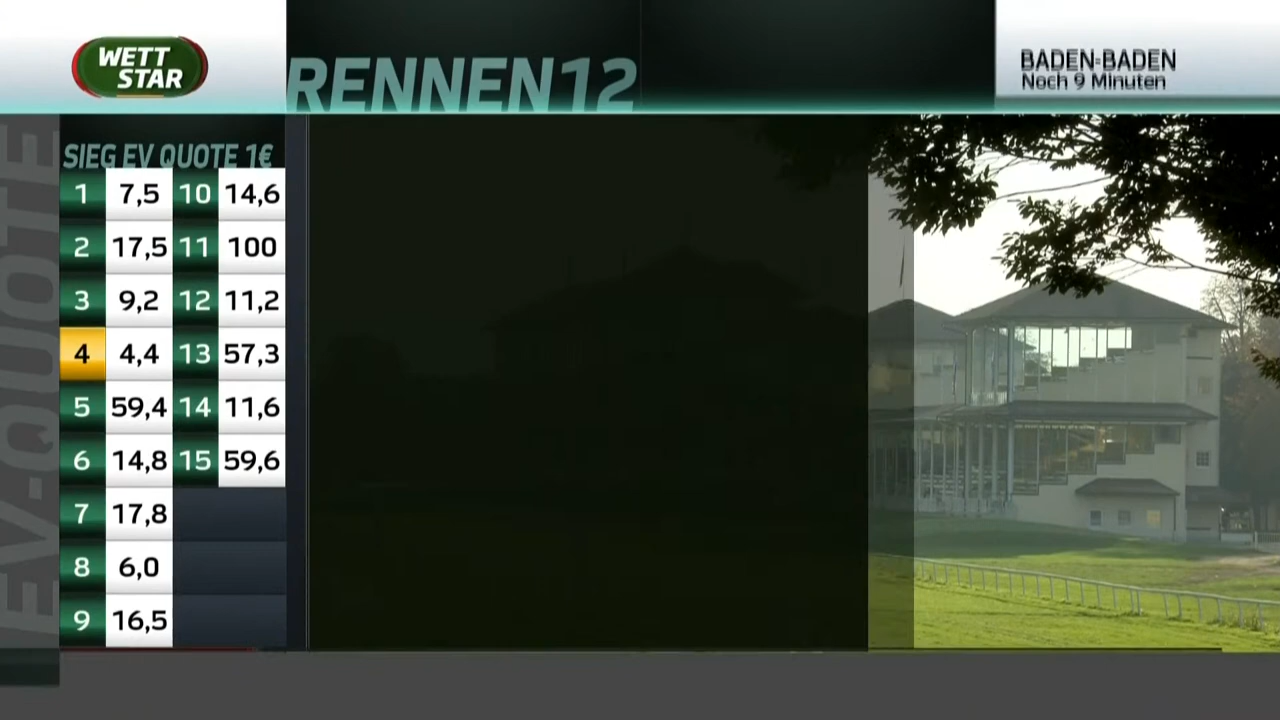 WETT
STAR
RENNEN 12
BADEN-BADEN
Noch 9 Minuten
EV-QUOTE
SIEG EV QUOTE 1€
1 7,5 10 14,6
2 17,5 11 100
3 9,2 12 11,2
4 4,4 13 57,3
5 59,4 14 11,6
6 14,8 15 59,6
7 17,8
8 6,0
9 16,5